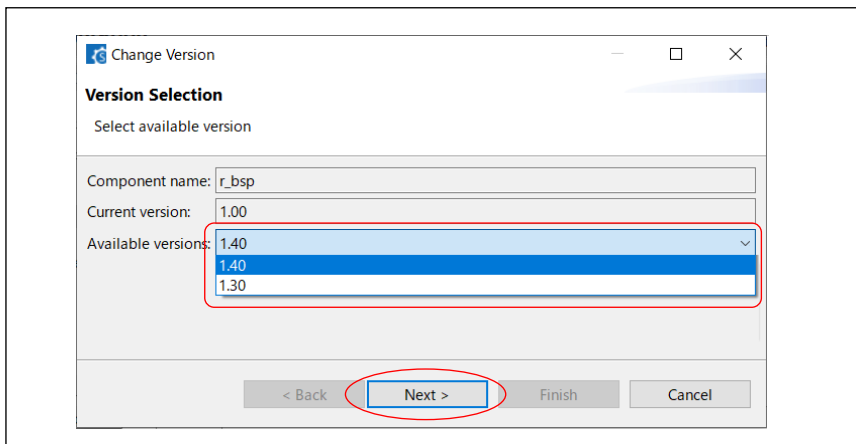 Change Version
Version Selection
Select available version
Component name: r_bsp
Current version: 1.00
Available versions: 1.40
1.40
1.30
< Back Next > Finish Cancel